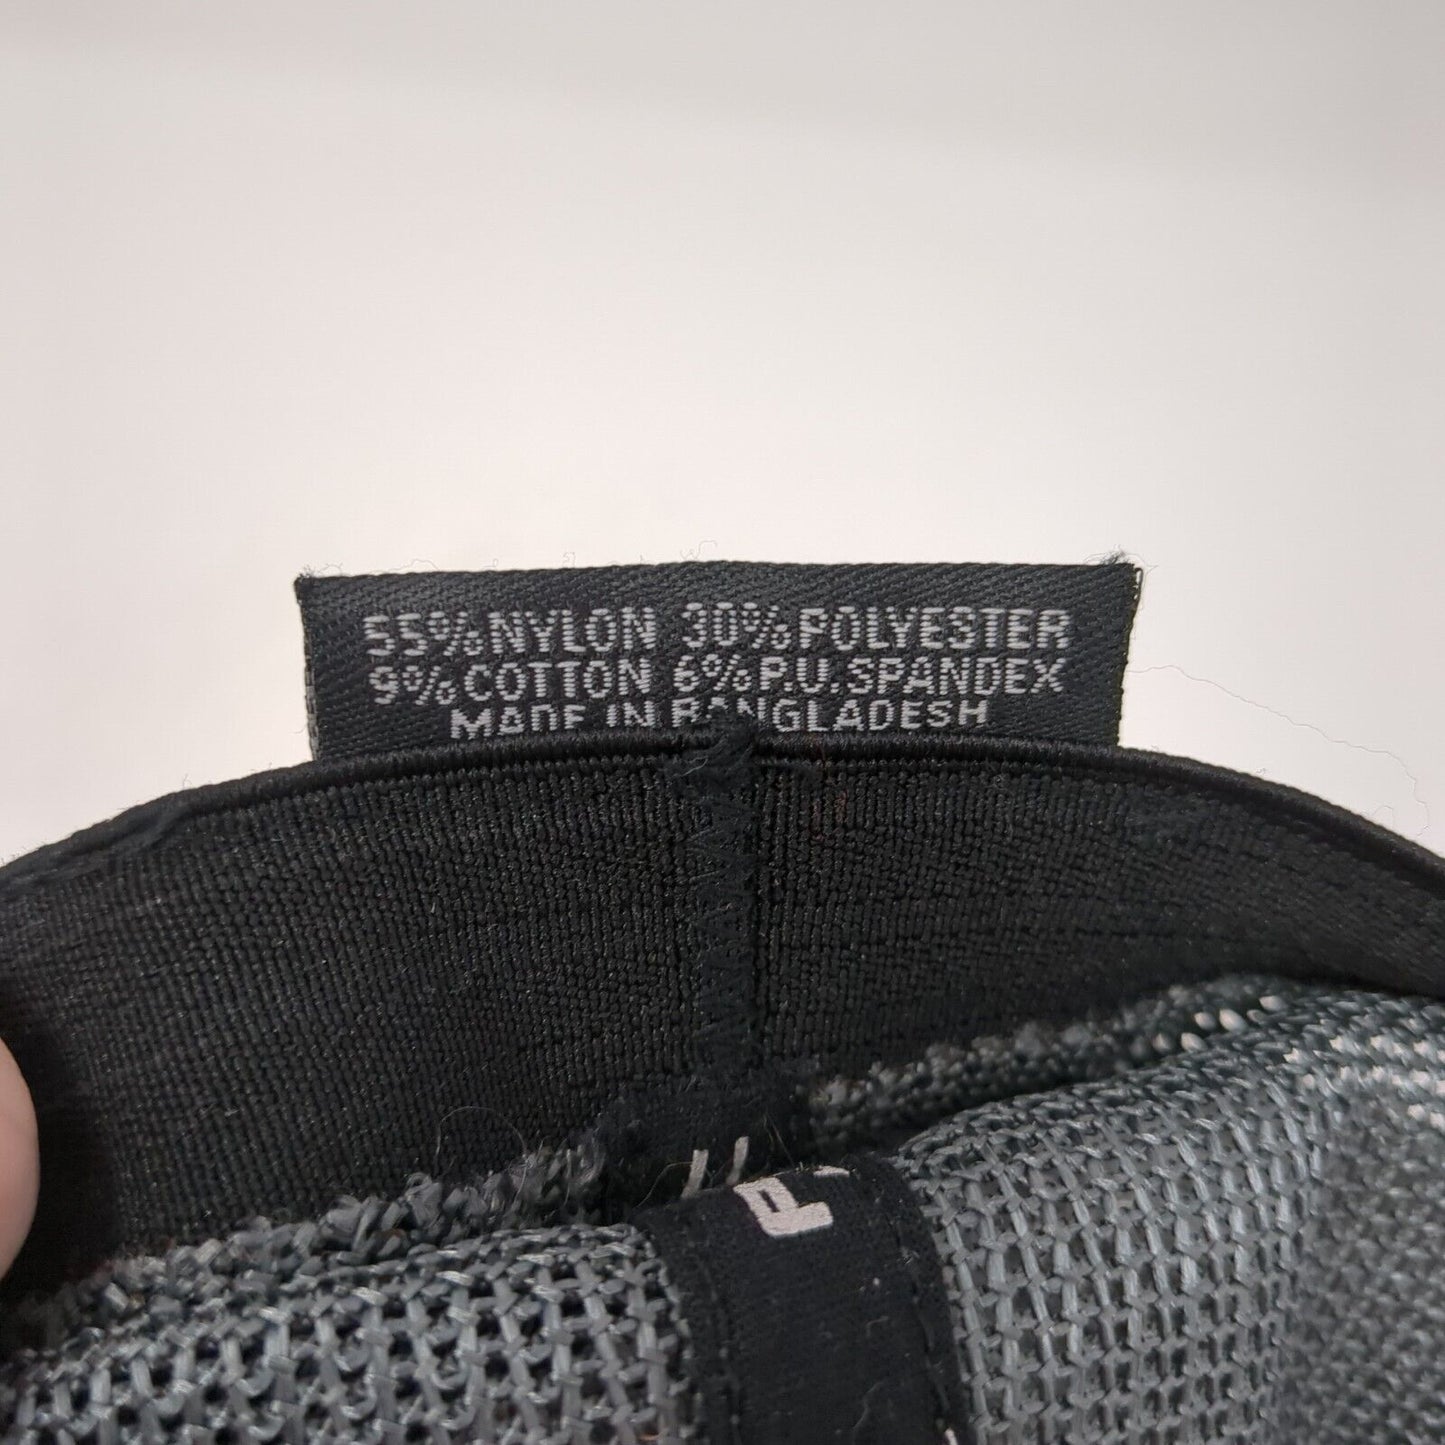 55% NYLON 30% POLYESTER
9% COTTON 6% P.U. SPANDEX
MADE IN BANGLADESH
P